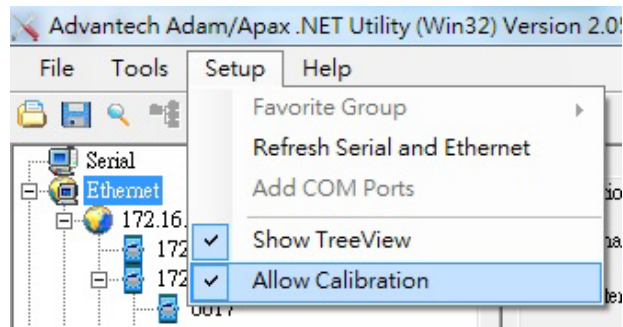 Advantech Adam/Apax .NET Utility (Win32) Version 2.05
File Tools Setup Help
Favorite Group
Refresh Serial and Ethernet
Add COM Ports
Show TreeView
Allow Calibration
Serial
Ethernet
172.16.
172
172
0017